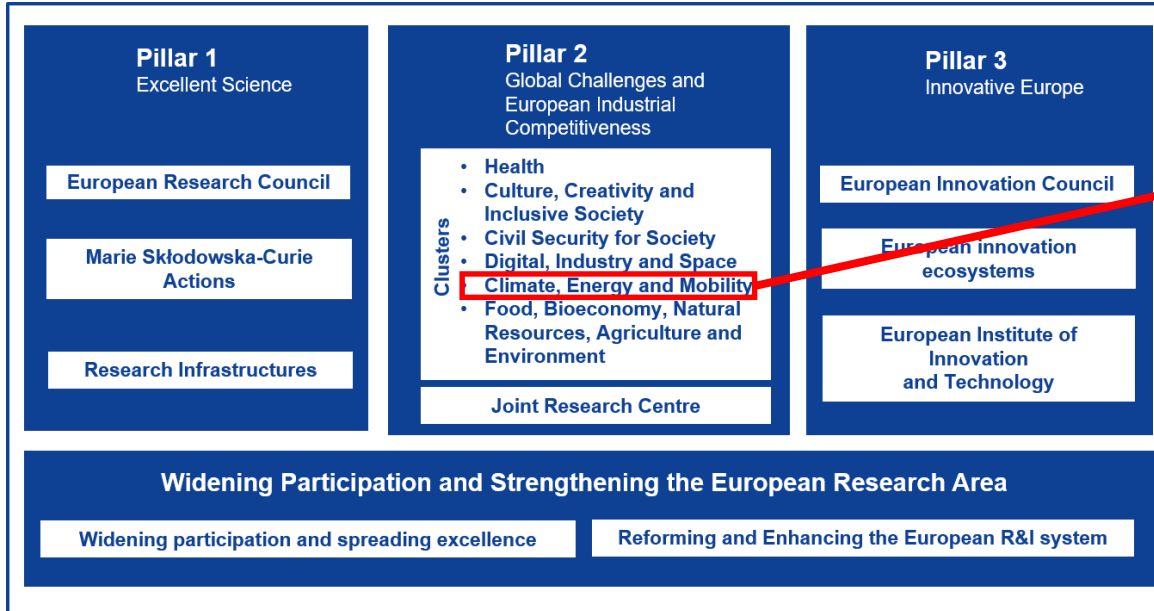 Pillar 1
Excellent Science
European Research Council
Marie Skłodowska-Curie
Actions
Research Infrastructures
Pillar 2
Global Challenges and
European Industrial
Competitiveness
Clusters
• Health
• Culture, Creativity and
Inclusive Society
• Civil Security for Society
• Digital, Industry and Space
• Climate, Energy and Mobility
• Food, Bioeconomy, Natural
Resources, Agriculture and
Environment
Joint Research Centre
Pillar 3
Innovative Europe
European Innovation Council
European innovation
ecosystems
European Institute of
Innovation
and Technology
Widening Participation and Strengthening the European Research Area
Widening participation and spreading excellence
Reforming and Enhancing the European R&I system